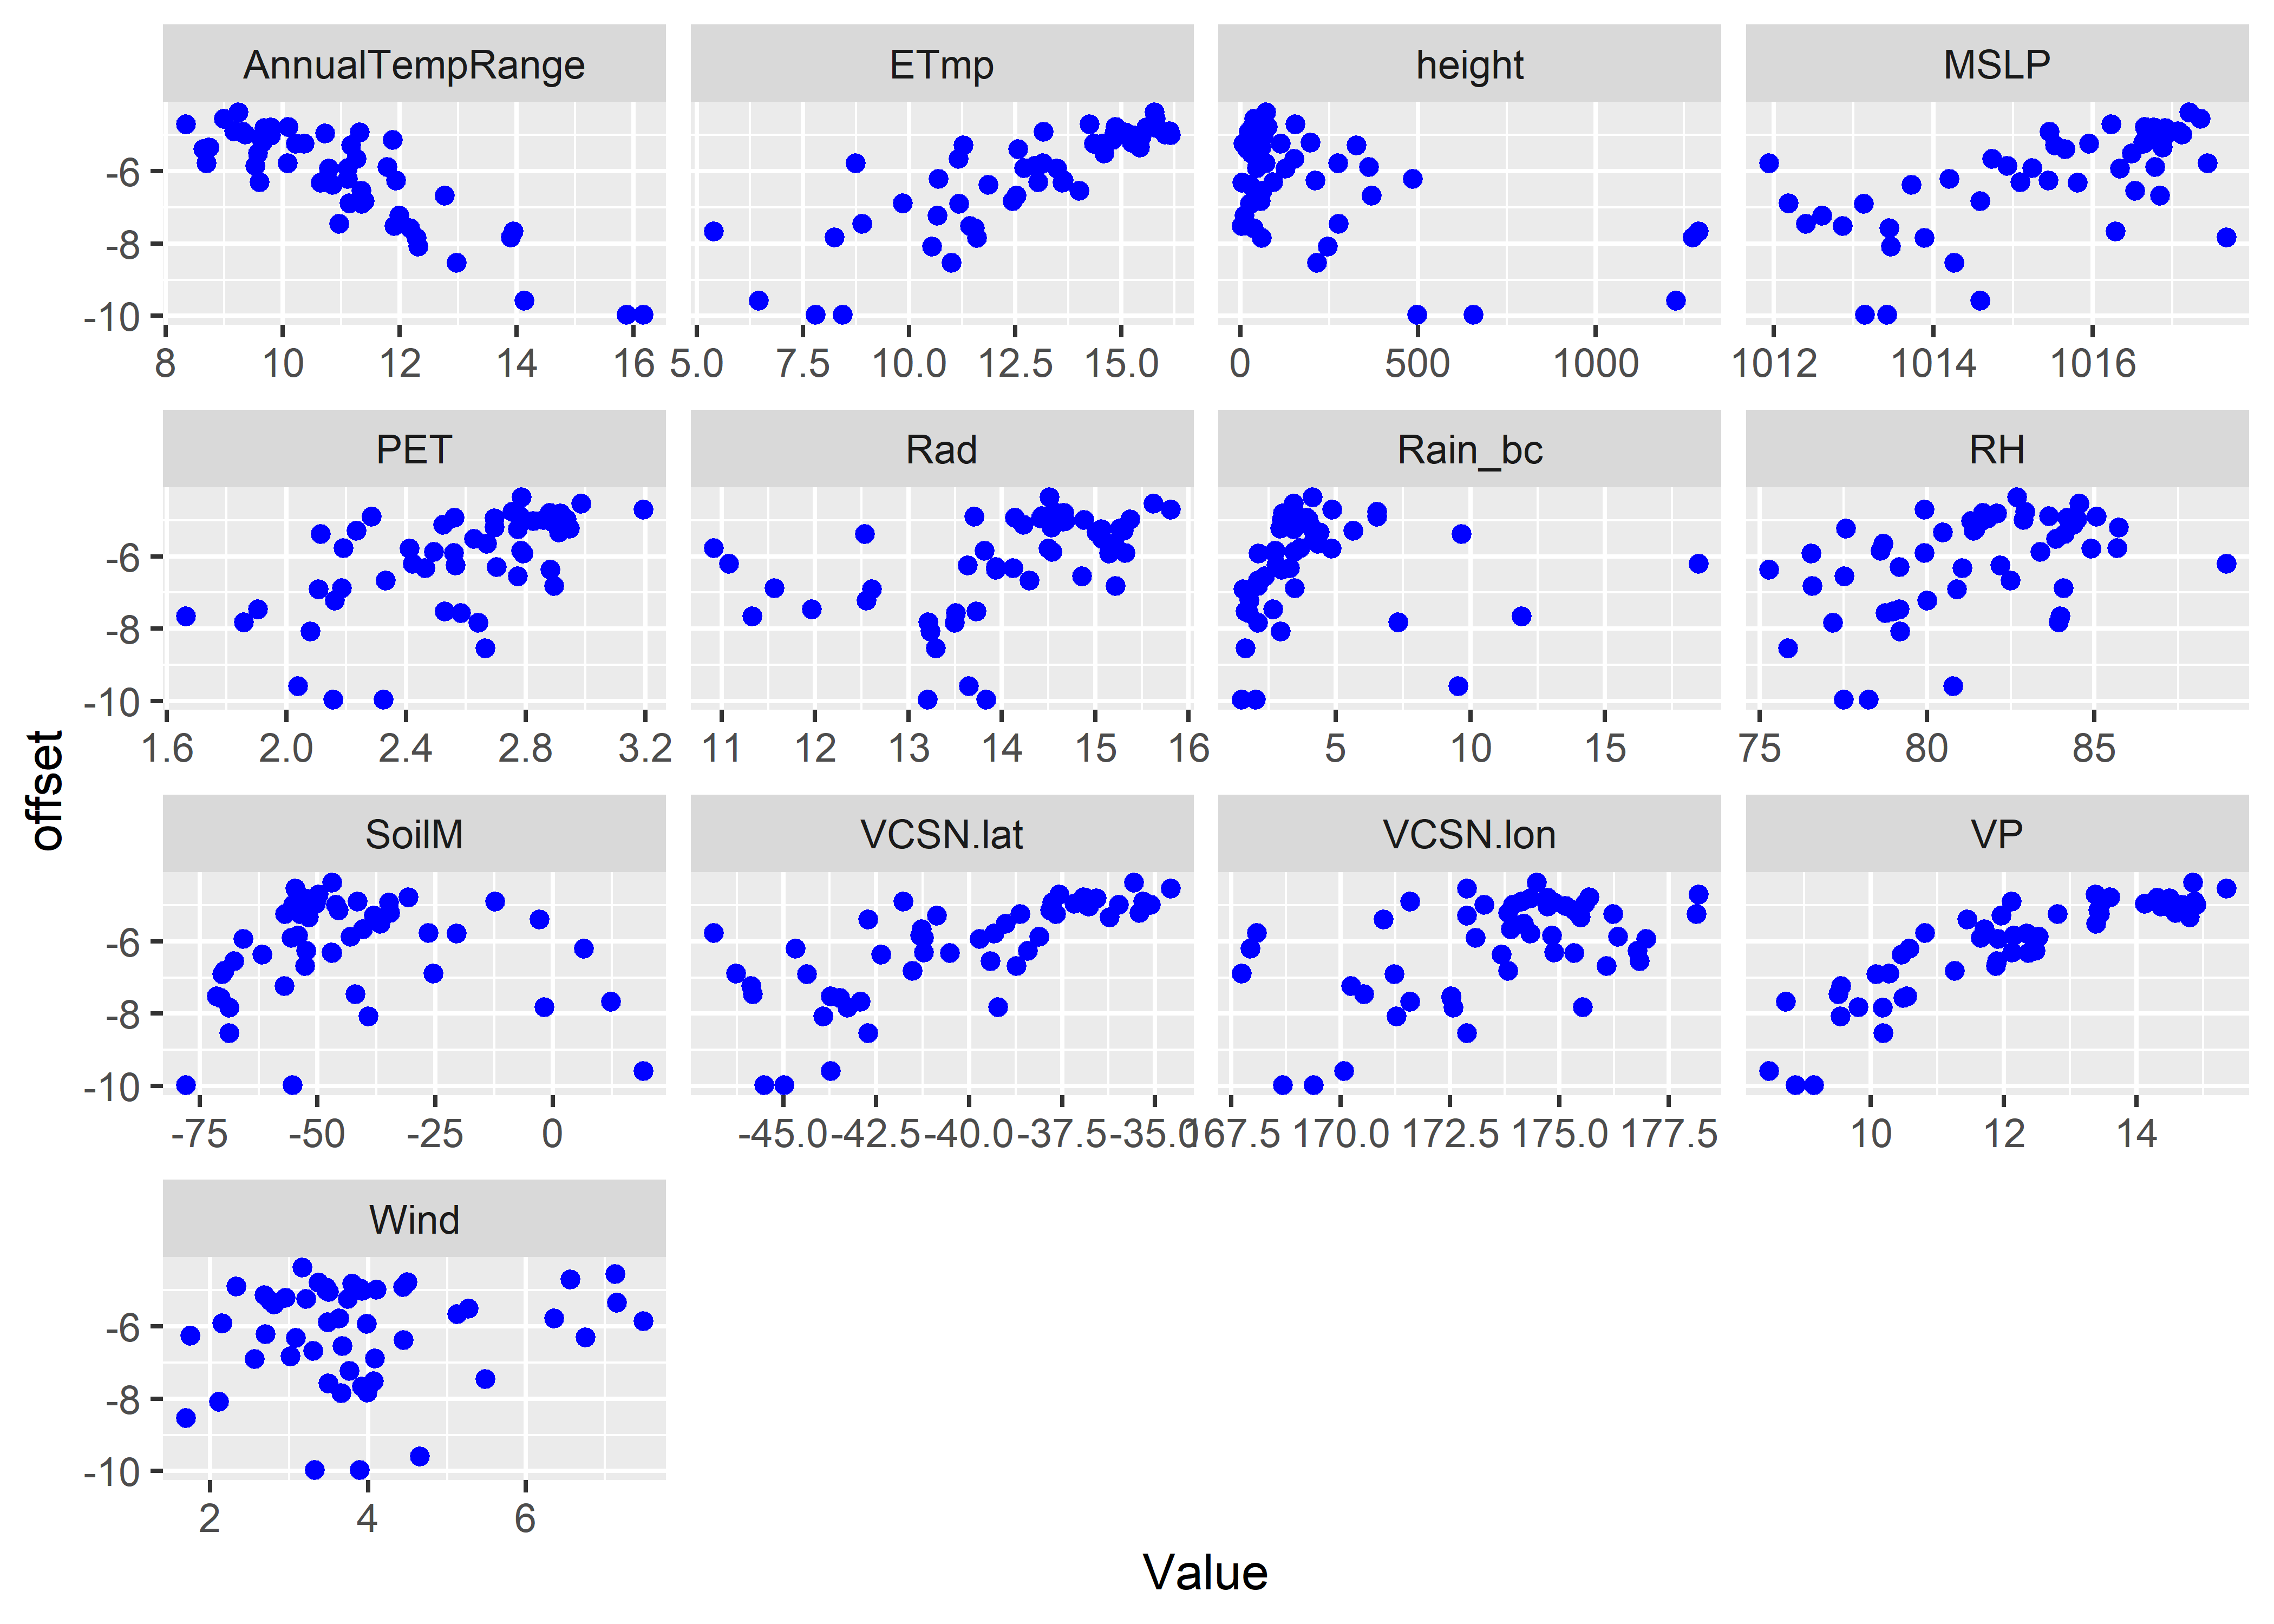 AnnualTempRange ETmp height MSLP
-6
-8
-10
8 10 12 14 16 5.0 7.5 10.0 12.5 15.0 0 500 1000 1012 1014 1016
PET Rad Rain_bc RH
-6
-8
-10
1.6 2.0 2.4 2.8 3.2 11 12 13 14 15 16 5 10 15 75 80 85
offset
SoilM VCSN.lat VCSN.lon VP
-6
-8
-10
-75 -50 -25 0 -45.0 -42.5 -40.0 -37.5 -35.0 167.5 170.0 172.5 175.0 177.5 10 12 14
Wind
-6
-8
-10
2 4 6
Value